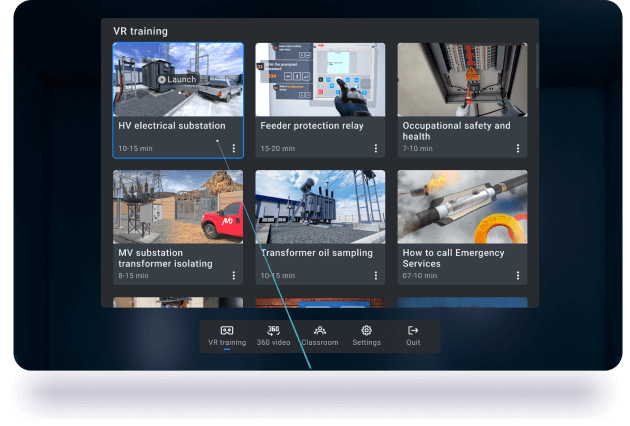 VR training
Launch
HV electrical substation
10-15 min
Feeder protection relay
15-20 min
Occupational safety and
health
7-10 min
MV substation
transformer isolating
8-15 min
Transformer oil sampling
10-15 min
How to call Emergency
Services
07-10 min
VR training
360
360 video
Classroom
Settings
Quit